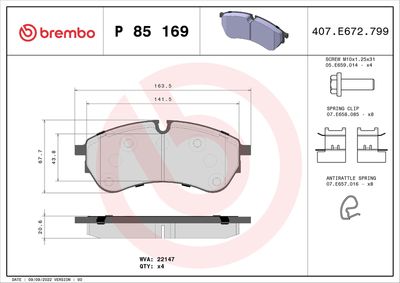 brembo
P 85 169
407.E672.799
SCREW M10x1.25x31
05.E659.014 - x4
SPRING CLIP
07.E658.085 - x8
ANTIRATTLE SPRING
07.E657.016 - x8
163.5
141.5
67.7
43.8
20.6
WVA: 22147
QTY: x4
DATE : 09/09/2022 VERSION : 00